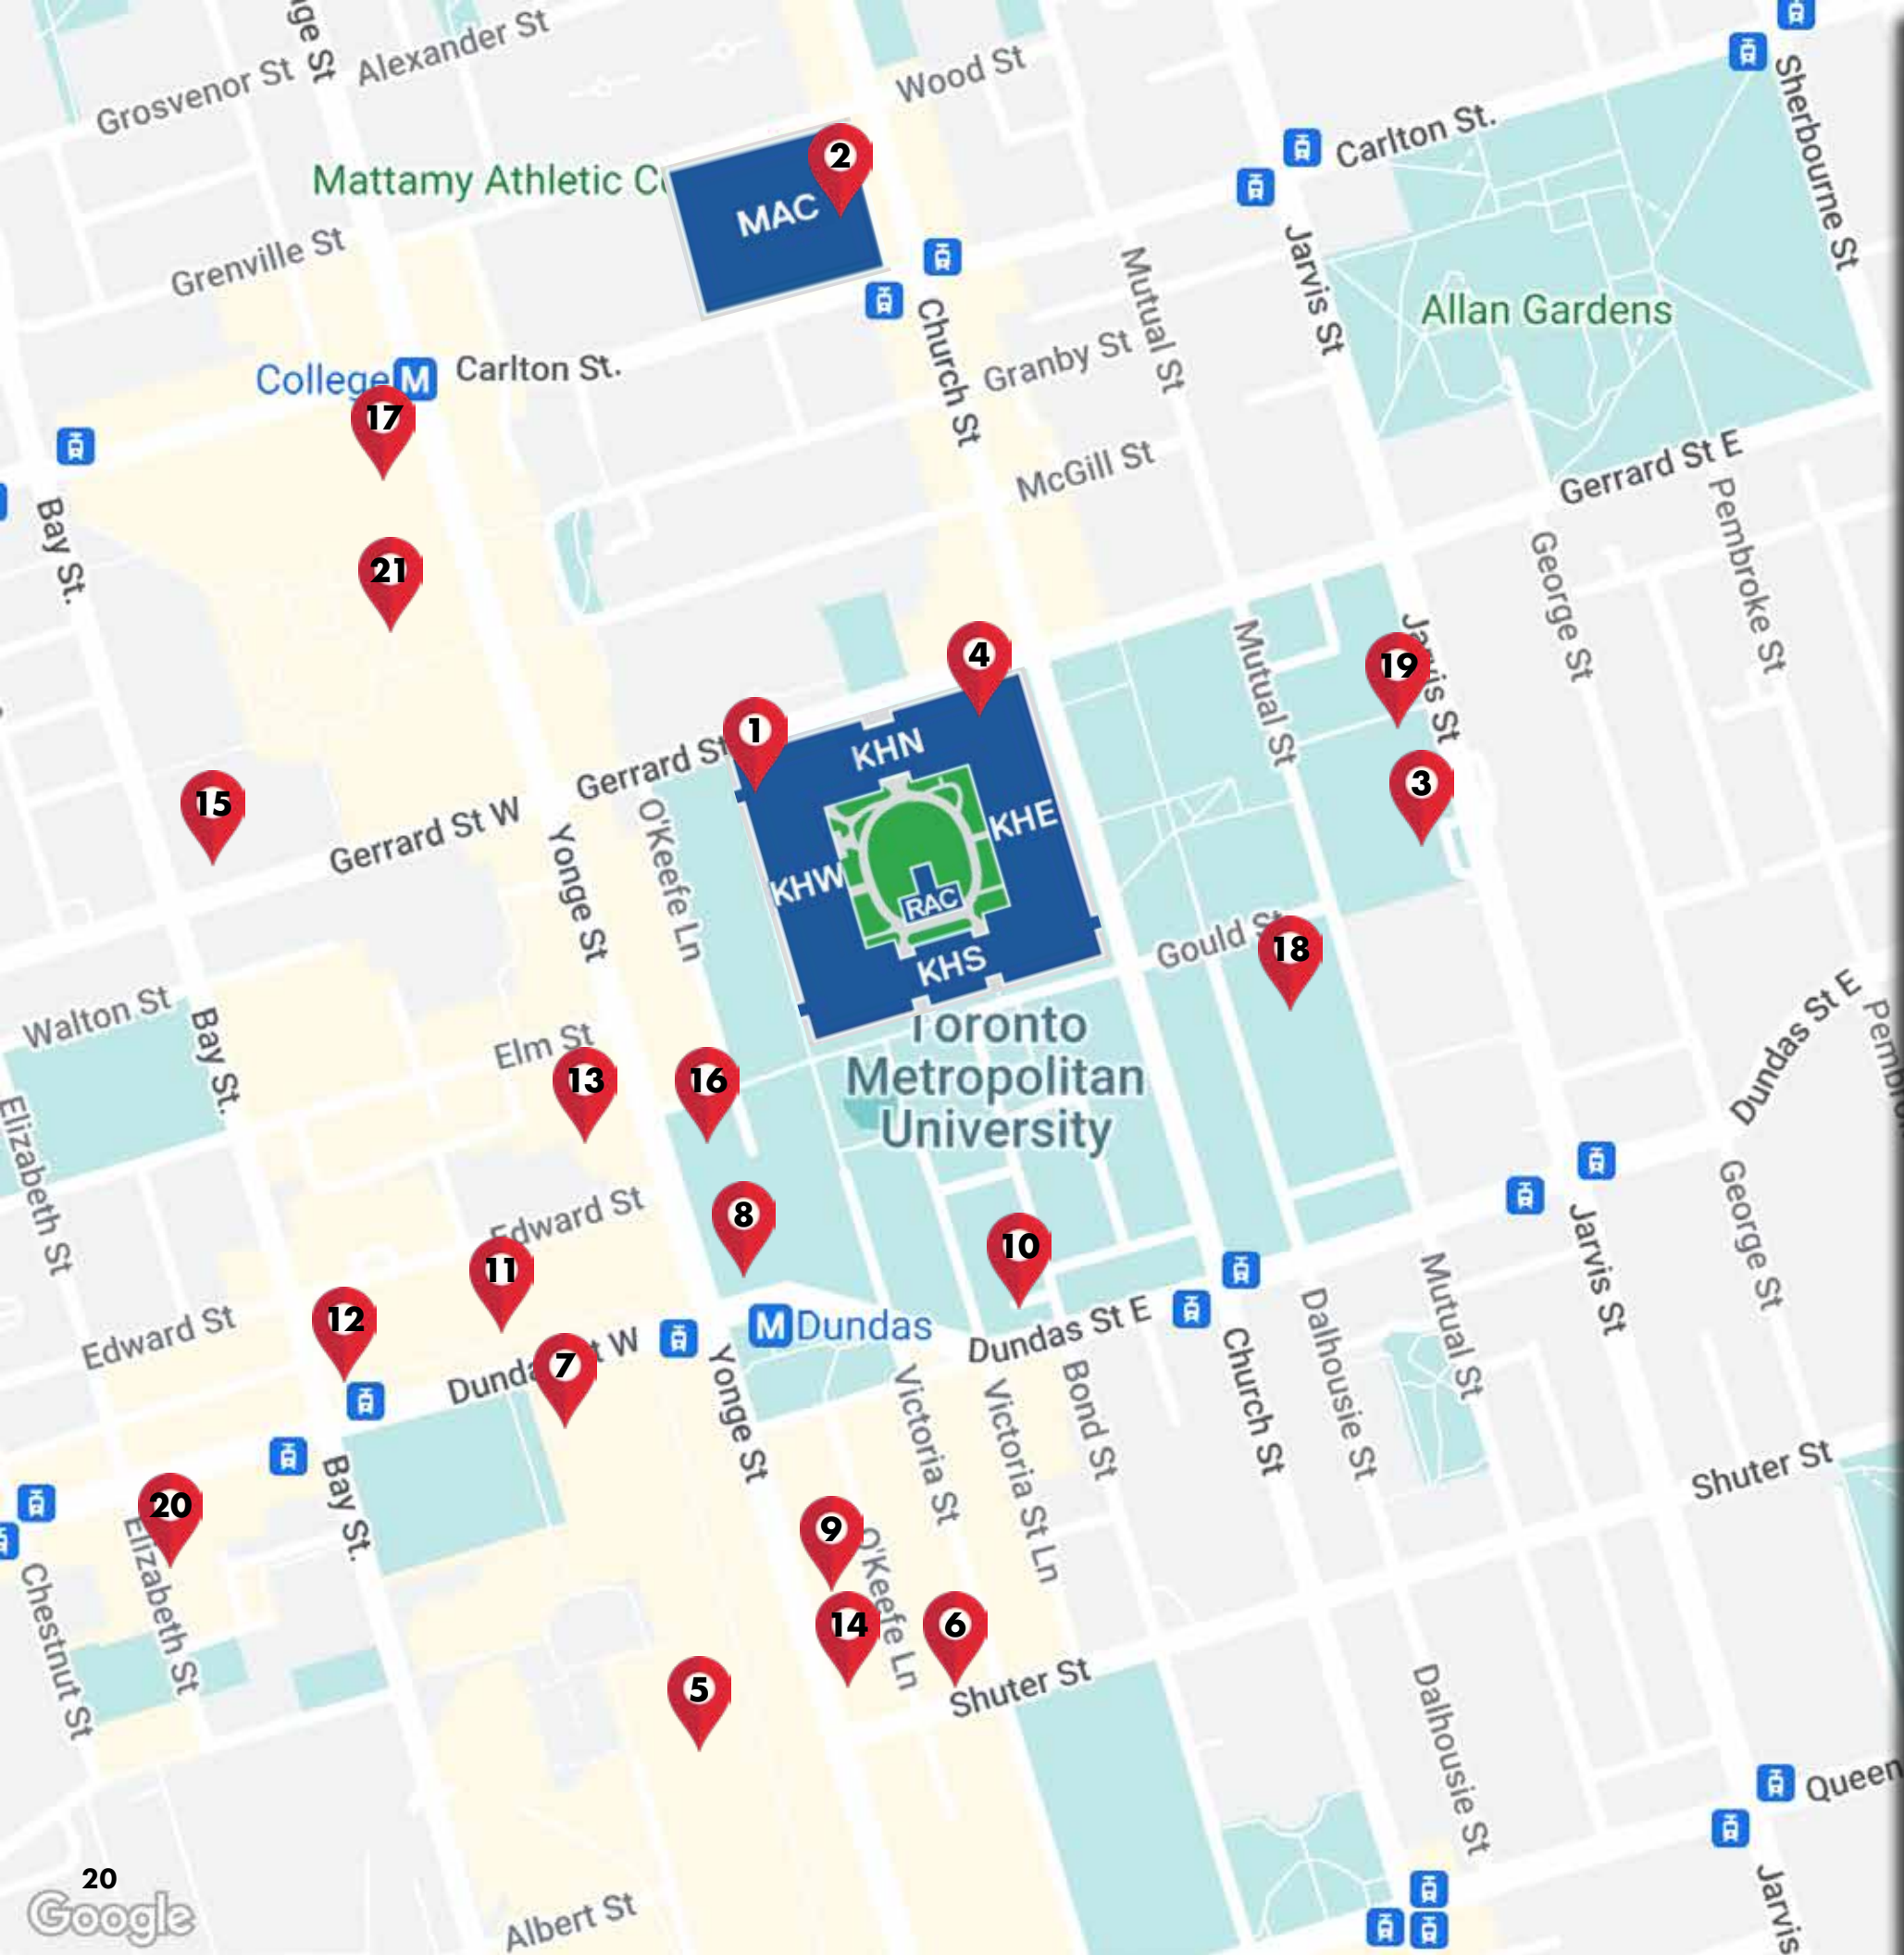 Alexander St
Grosvenor St
Wood St
Sherbourne St
Carlton St.
2
MAC
Mattamy Athletic
Grenville St
Jarvis St
Mutual St
Allan Gardens
Church St
Granby St
College M
Carlton St.
17
McGill St
Gerrard St E
Bay St.
21
George St
Pembroke St
Jarvis St
Mutual St
4
19
1
Gerrard St
KHN
3
15
Gerrard St W
O'Keefe Ln
Yonge St
KHE
KHW
RAC
KHS
Gould St
18
Walton St
Bay St.
Elm St
Toronto
Metropolitan
University
Dundas St E
13
16
Elizabeth St
Edward St
8
10
11
George St
Jarvis St
Mutual St
12
Edward St
Dundas St W
7
M Dundas
Dundas St E
Church St
Dalhousie St
Yonge St
Victoria St
Victoria St Ln
Bond St
Bay St.
Shuter St
20
Elizabeth St
Chestnut St
9
O'Keefe Ln
14
6
5
Shuter St
Dalhousie St
Queen
20
Google
Albert St
Jarvis